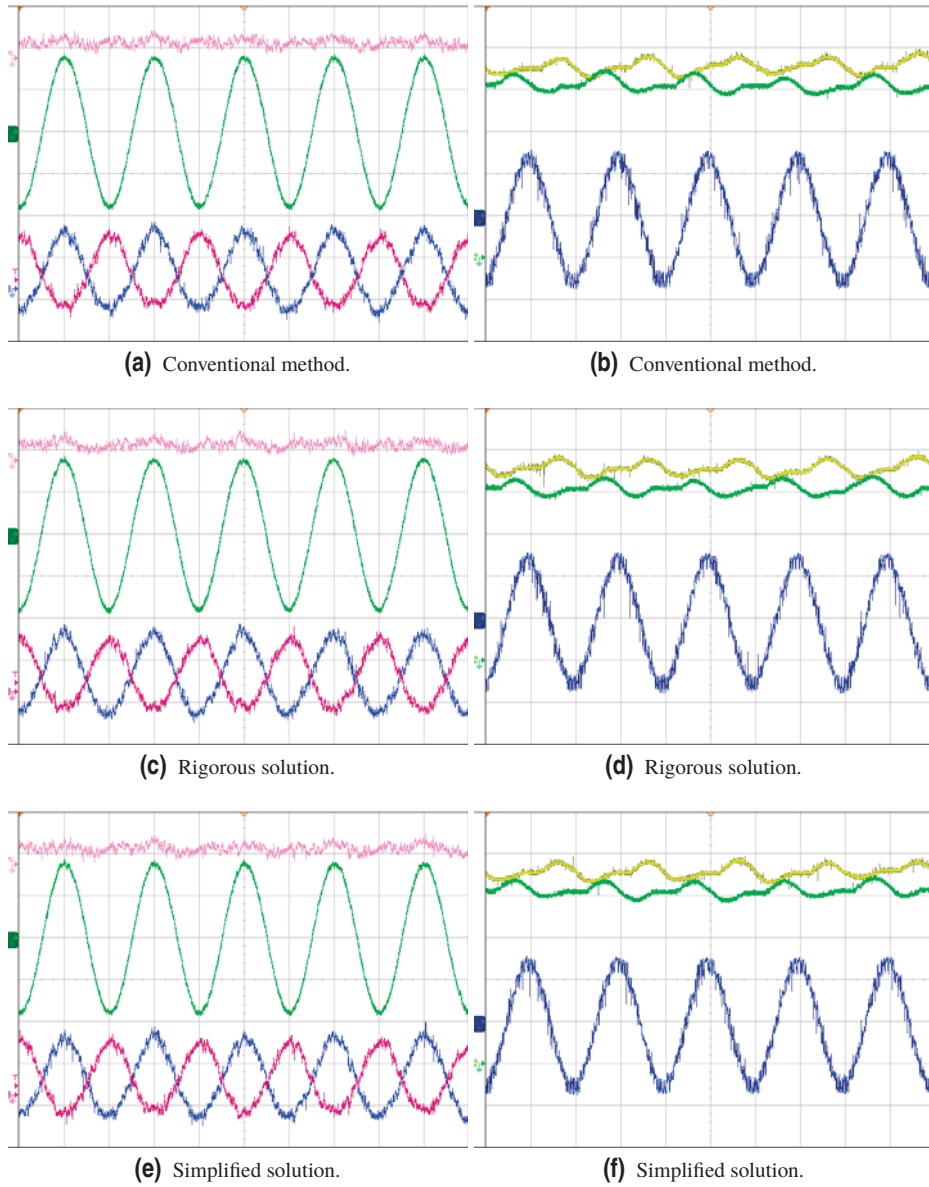 (a) Conventional method.
(b) Conventional method.
(c) Rigorous solution.
(d) Rigorous solution.
(e) Simplified solution.
(f) Simplified solution.